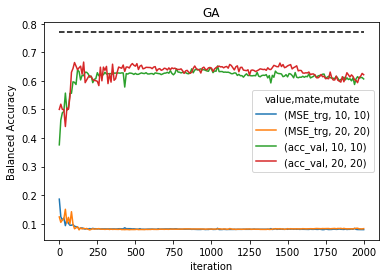 GA
Balanced Accuracy
0.8
0.7
0.6
0.5
0.4
0.3
0.2
0.1
value,mate,mutate
(MSE_trg, 10, 10)
(MSE_trg, 20, 20)
(acc_val, 10, 10)
(acc_val, 20, 20)
0 250 500 750 1000 1250 1500 1750 2000
iteration